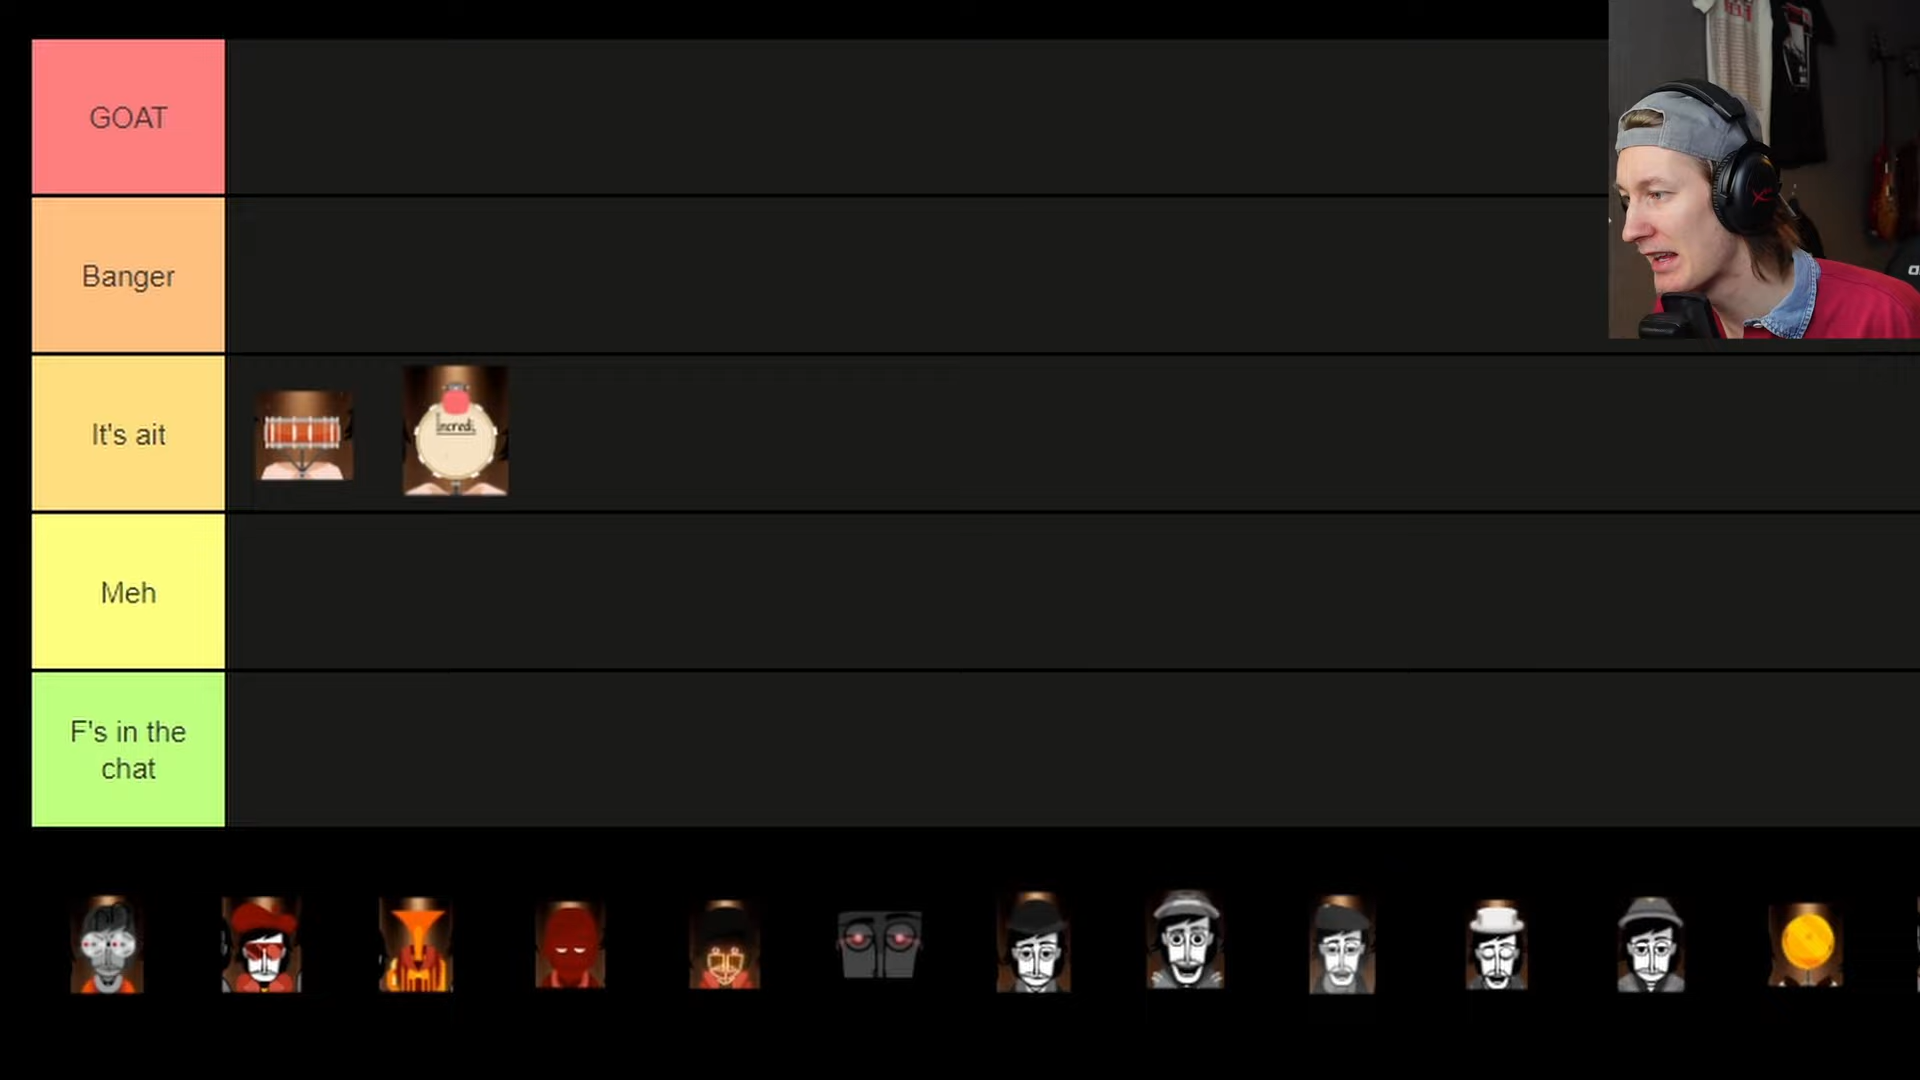 GOAT
Banger
It's ait
Incredi
Meh
F's in the
chat